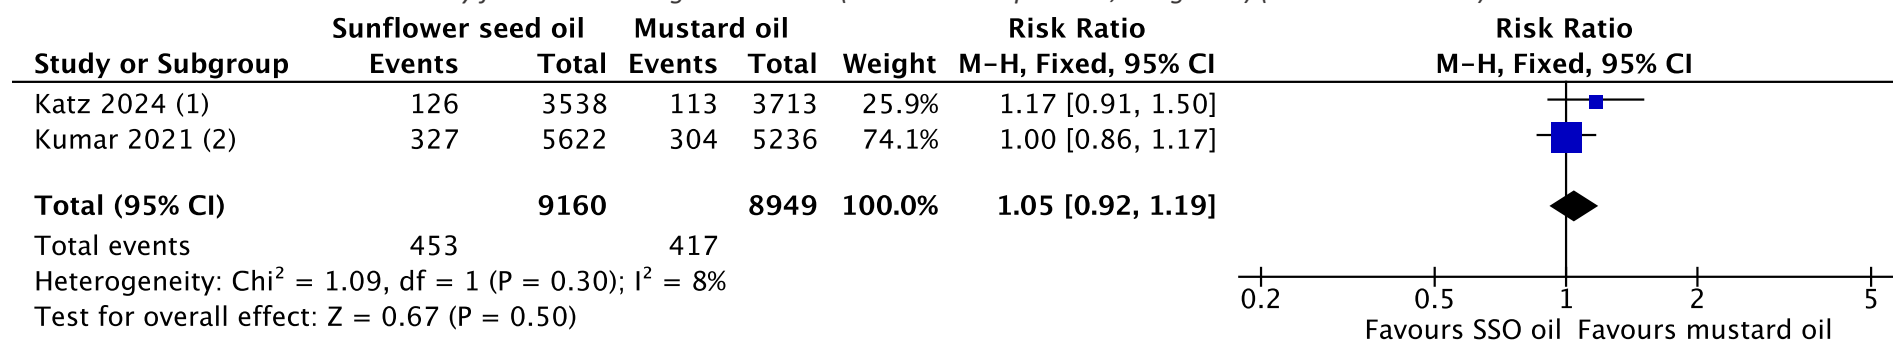 Sunflower seed oil Mustard oil Risk Ratio Risk Ratio
Study or Subgroup Events Total Events Total Weight M-H, Fixed, 95% CI M-H, Fixed, 95% CI
Katz 2024 (1) 126 3538 113 3713 25.9% 1.17 [0.91, 1.50]
Kumar 2021 (2) 327 5622 304 5236 74.1% 1.00 [0.86, 1.17]
Total (95% CI) 9160 8949 100.0% 1.05 [0.92, 1.19]
Total events 453 417
Heterogeneity: Chi² = 1.09, df = 1 (P = 0.30); I² = 8%
Test for overall effect: Z = 0.67 (P = 0.50)
0.2 0.5 1 2 5
Favours SSO oil Favours mustard oil